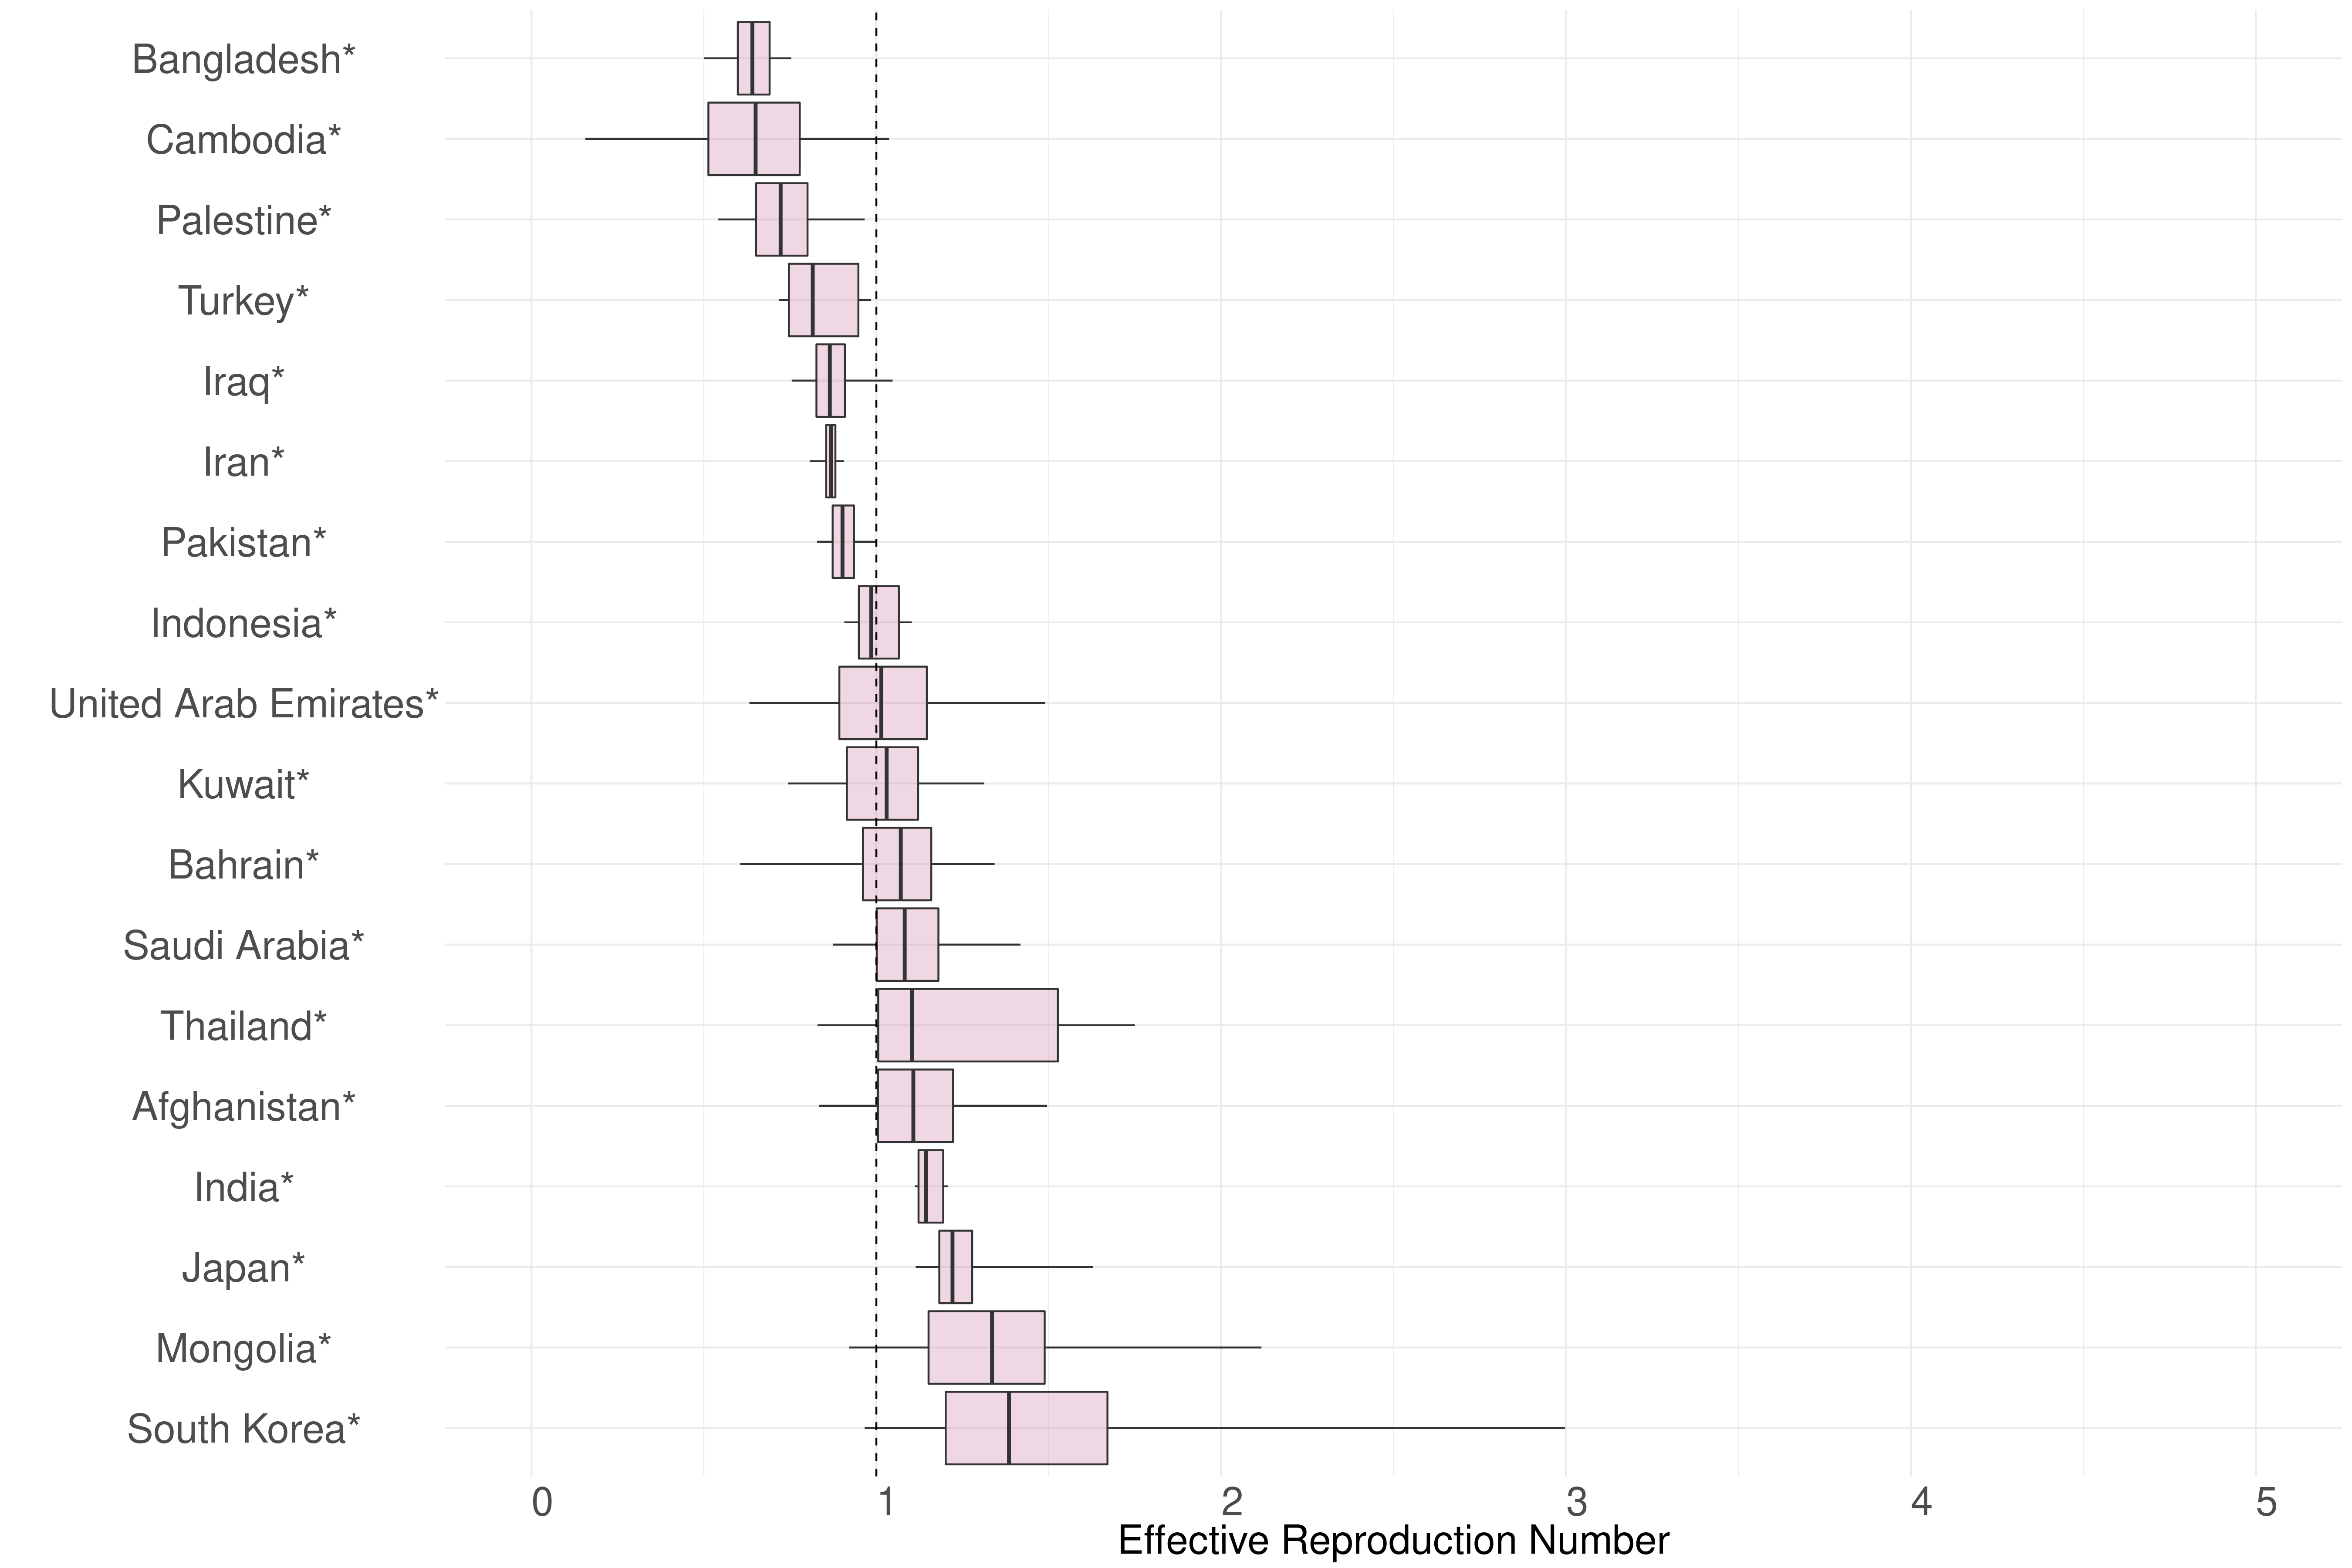 Bangladesh*
Cambodia*
Palestine*
Turkey*
Iraq*
Iran*
Pakistan*
Indonesia*
United Arab Emirates*
Kuwait*
Bahrain*
Saudi Arabia*
Thailand*
Afghanistan*
India*
Japan*
Mongolia*
South Korea*
0 1 2 3 4 5
Effective Reproduction Number